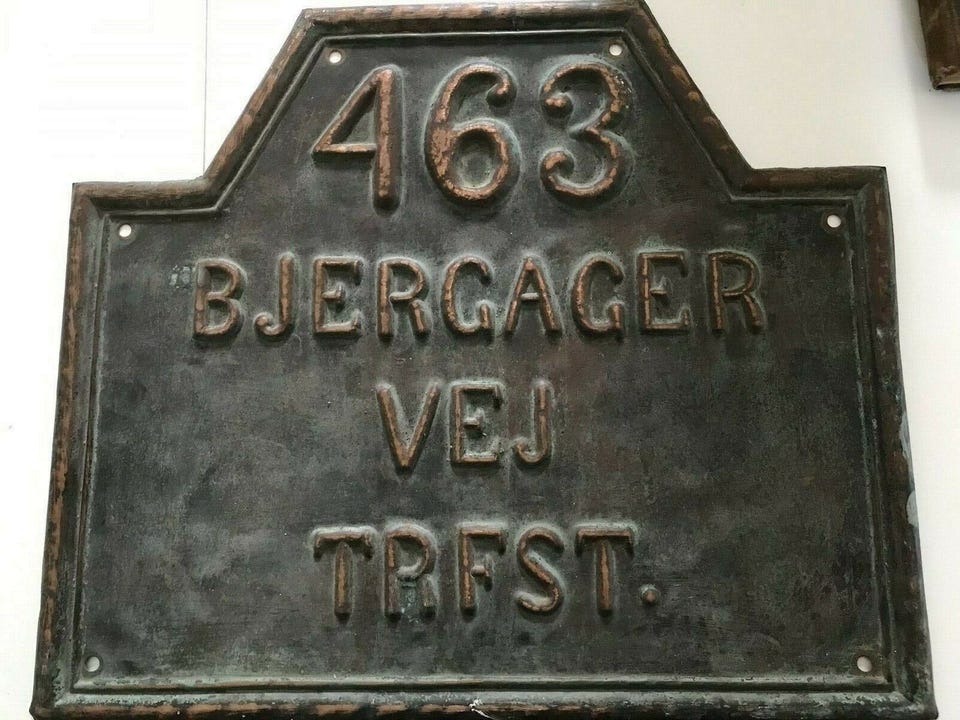 463
BJERGAGER
VEJ
TRFST.